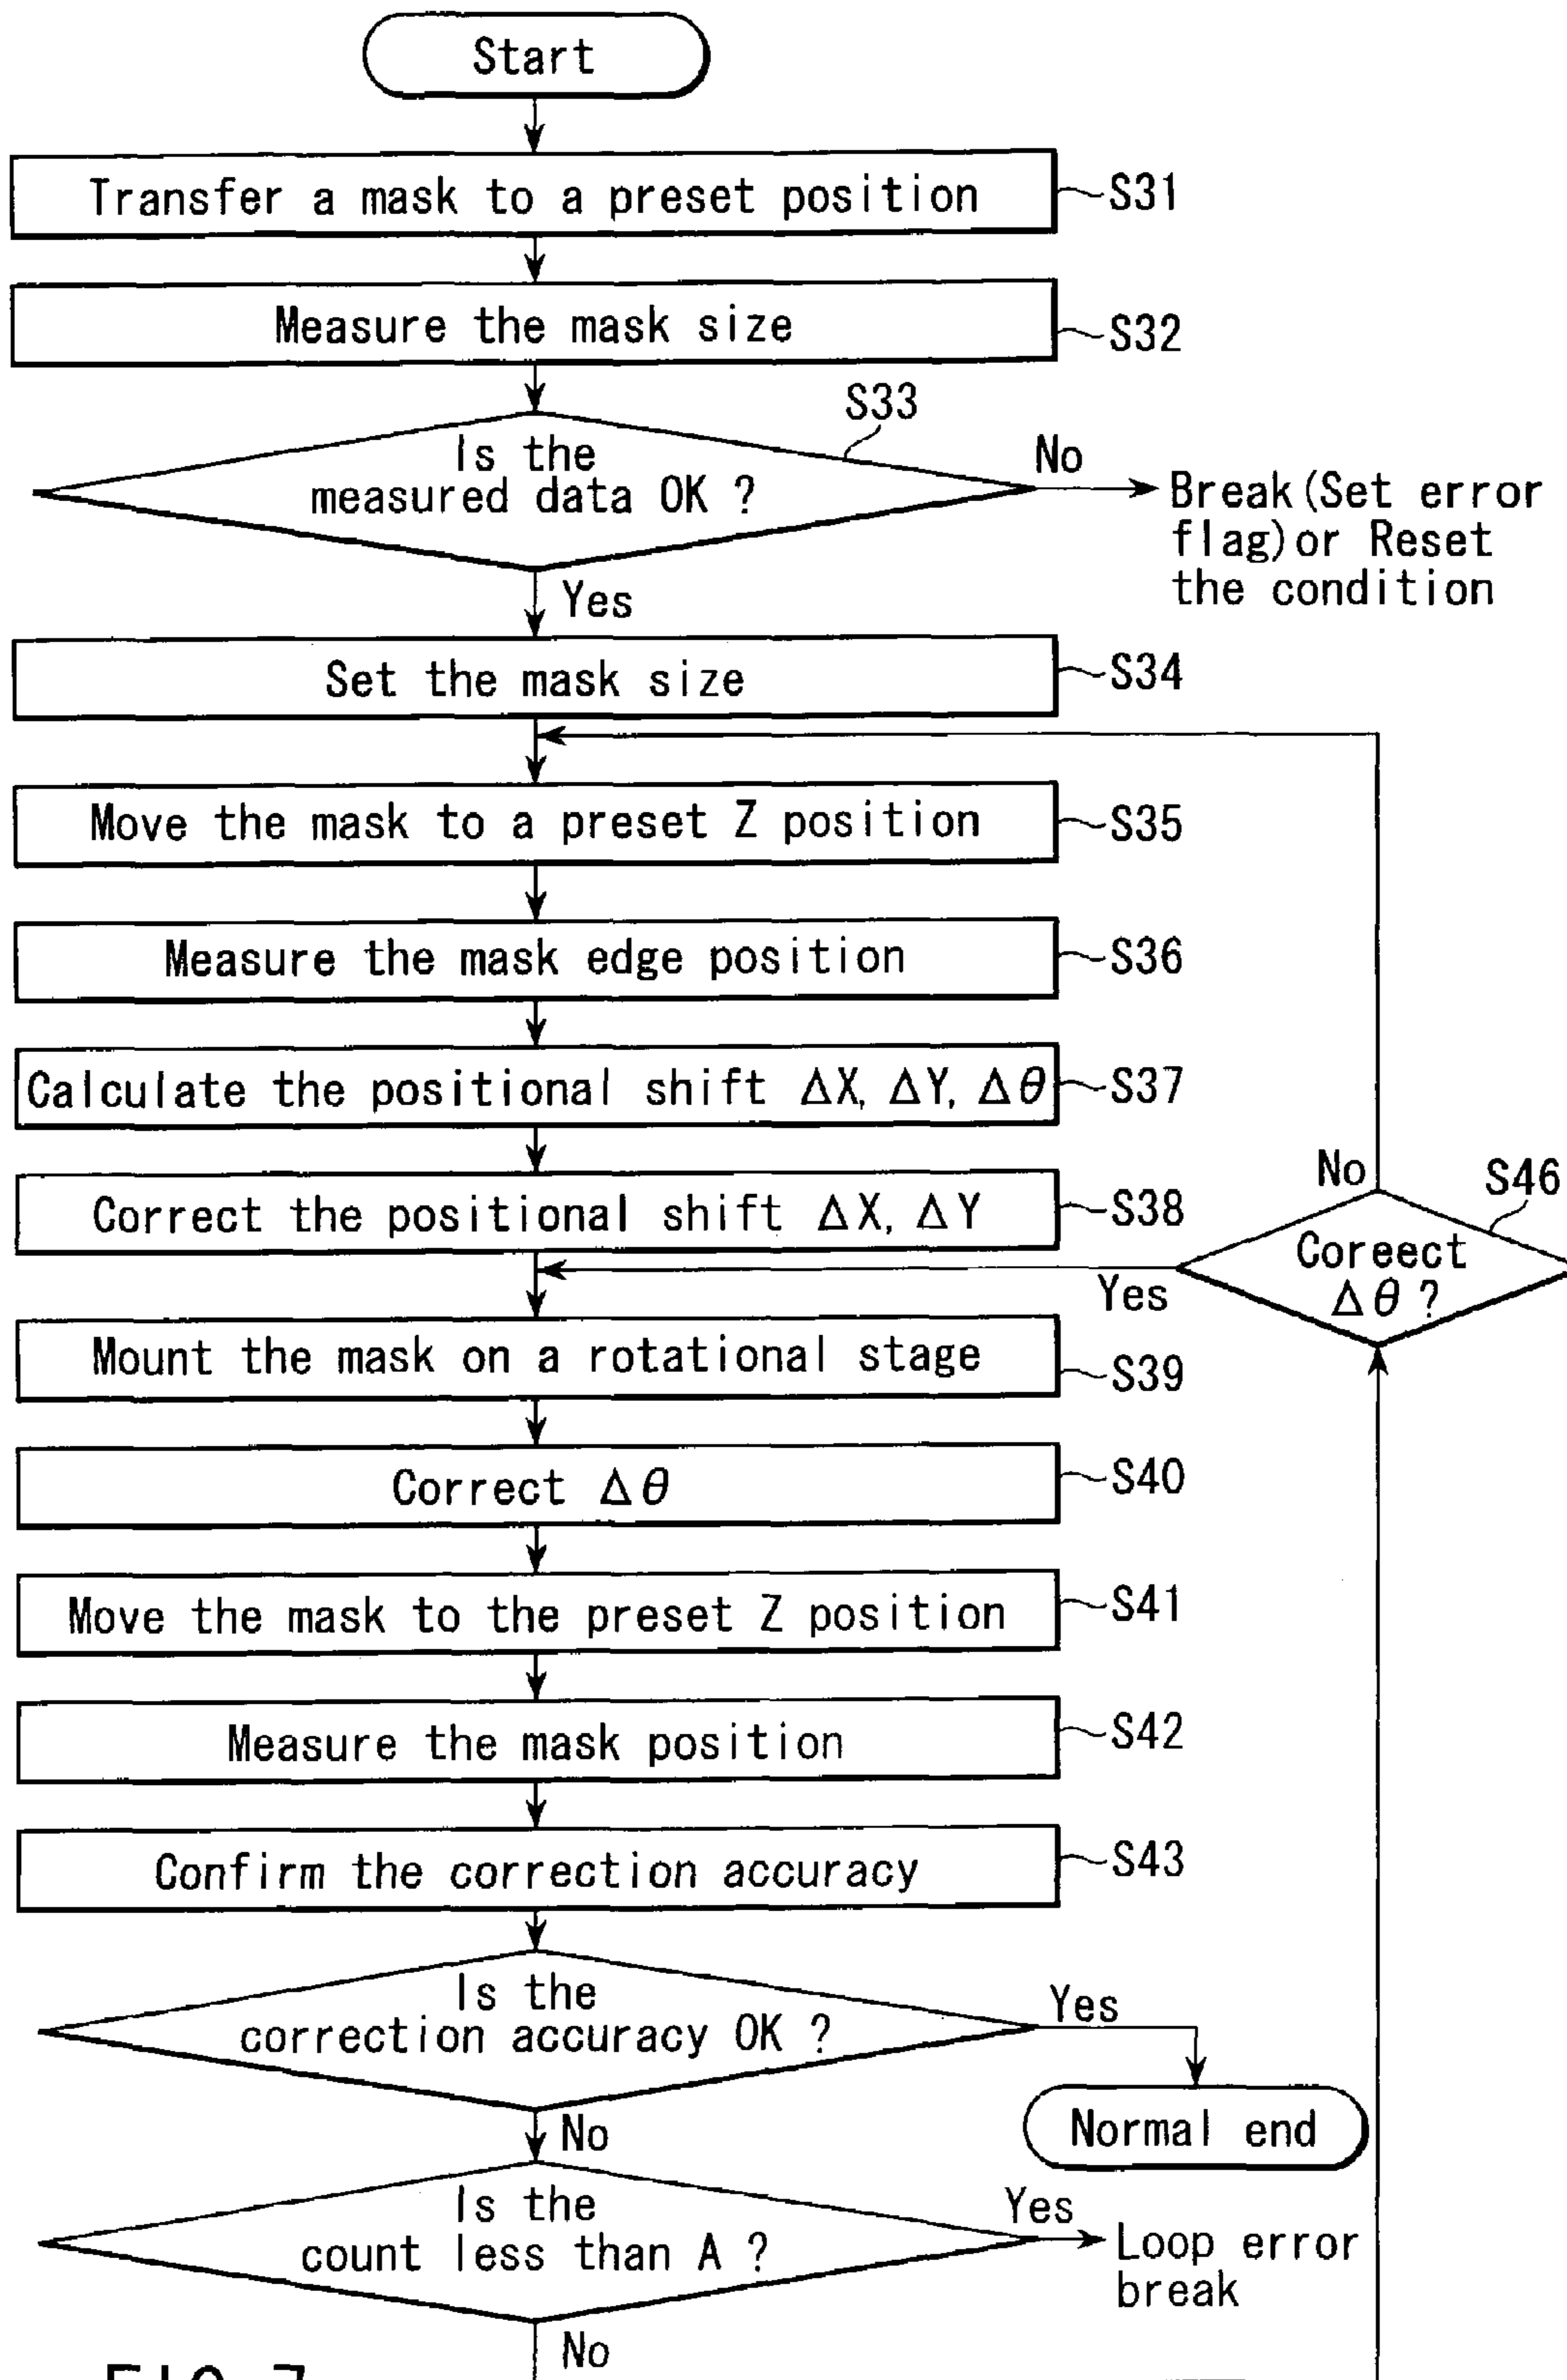 Start
Transfer a mask to a preset position
S31
Measure the mask size
S32
S33
Is the
measured data OK ?
No
Break(Set error
flag)or Reset
the condition
Yes
Set the mask size
S34
Move the mask to a preset Z position
S35
Measure the mask edge position
S36
Calculate the positional shift ΔX, ΔY, Δθ
S37
Correct the positional shift ΔX, ΔY
S38
No
S46
Coreect
Δθ ?
Yes
Mount the mask on a rotational stage
S39
Correct Δθ
S40
Move the mask to the preset Z position
S41
Measure the mask position
S42
Confirm the correction accuracy
S43
Is the
correction accuracy OK ?
Yes
Normal end
No
Is the
count less than A ?
Yes
Loop error
break
No
FIG. 7